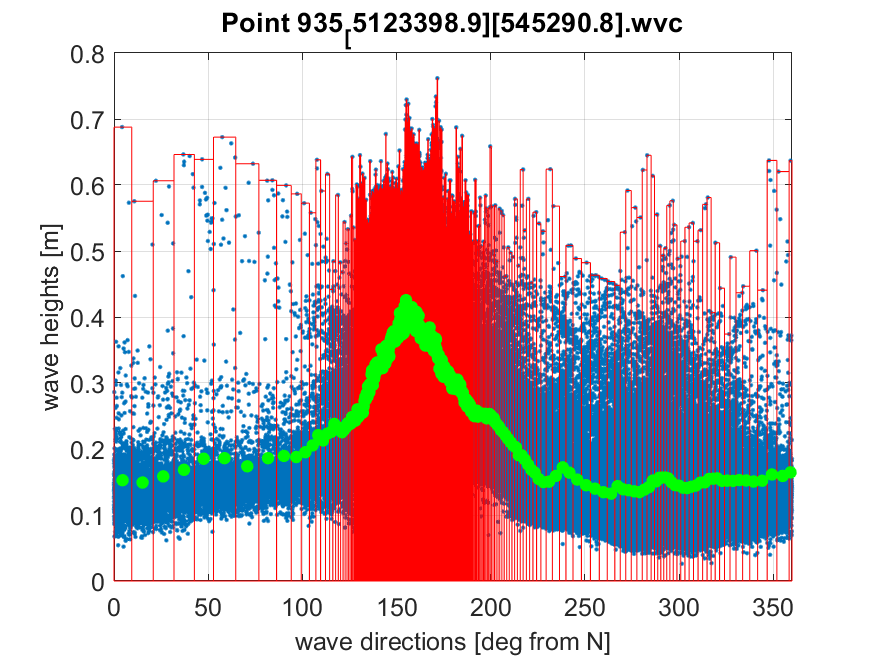 Point 935[5123398.9][545290.8].wvc
0.8
0.7
0.6
0.5
0.4
0.3
0.2
0.1
0
wave heights [m]
0 50 100 150 200 250 300 350
wave directions [deg from N]